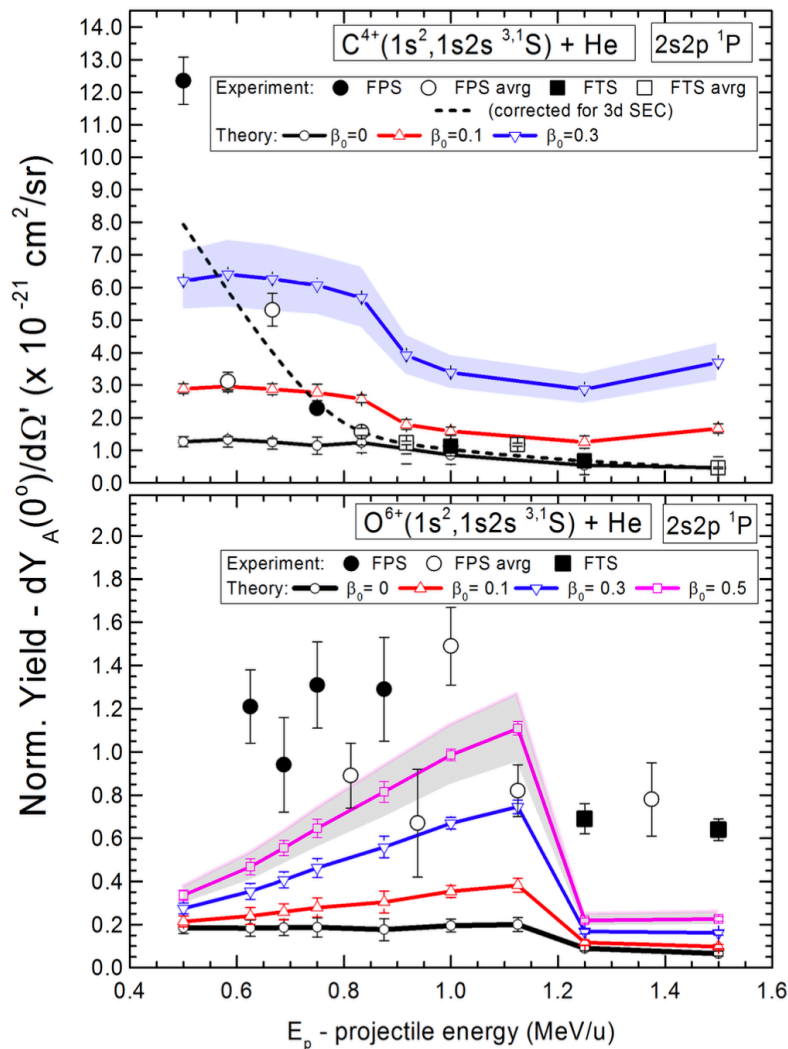 C⁴⁺(1s²,1s2s ³,¹S) + He
2s2p ¹P
Experiment: FPS FPS avrg FTS FTS avrg
(corrected for 3d SEC)
Theory: β₀=0 β₀=0.1 β₀=0.3
14.0
13.0
12.0
11.0
10.0
9.0
8.0
7.0
6.0
5.0
4.0
3.0
2.0
1.0
0.0
Norm. Yield - dY_A(0°)/dΩ' (x 10⁻²¹ cm²/sr)
O⁶⁺(1s²,1s2s ³,¹S) + He
2s2p ¹P
Experiment: FPS FPS avrg FTS
Theory: β₀= 0 β₀= 0.1 β₀= 0.3 β₀= 0.5
2.0
1.8
1.6
1.4
1.2
1.0
0.8
0.6
0.4
0.2
0.0
0.4 0.6 0.8 1.0 1.2 1.4 1.6
E_p - projectile energy (MeV/u)